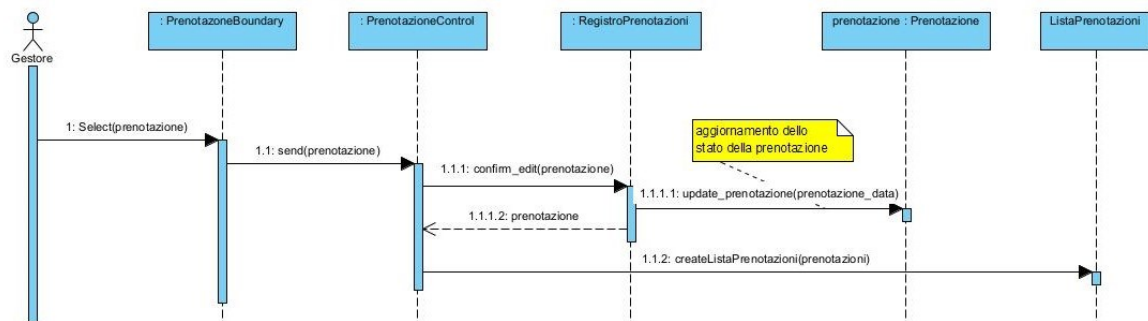 : PrenotazoneBoundary
: PrenotazioneControl
: RegistroPrenotazioni
prenotazione : Prenotazione
ListaPrenotazioni
Gestore
1: Select(prenotazione)
aggiornamento dello
stato della prenotazione
1.1: send(prenotazione)
1.1.1: confirm_edit(prenotazione)
1.1.1.1: update_prenotazione(prenotazione_data)
1.1.1.2: prenotazione
1.1.2: createListaPrenotazioni(prenotazioni)